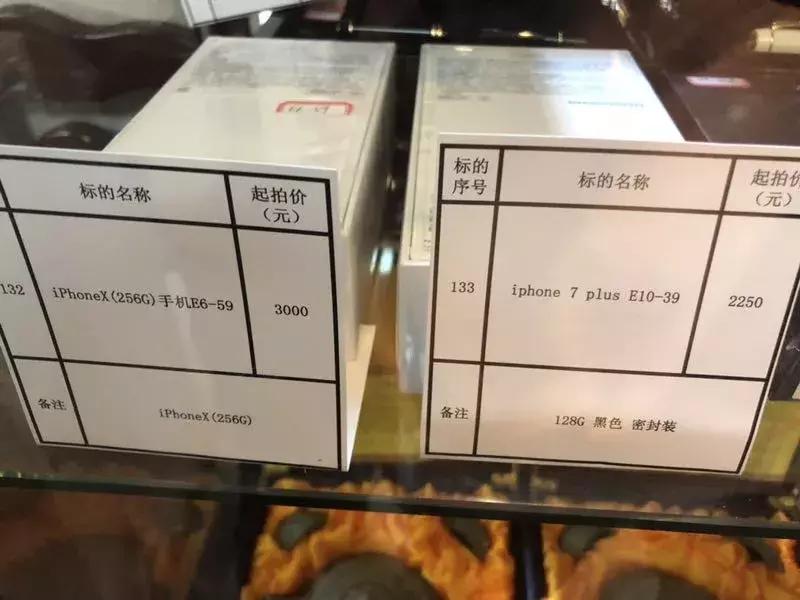 标的名称
起拍价
(元)
132
iPhoneX(256G)手机E6-59
3000
备注
iPhoneX(256G)
标的
序号
标的名称
起拍价
(元)
133
iphone 7 plus E10-39
2250
备注
128G 黑色 密封装